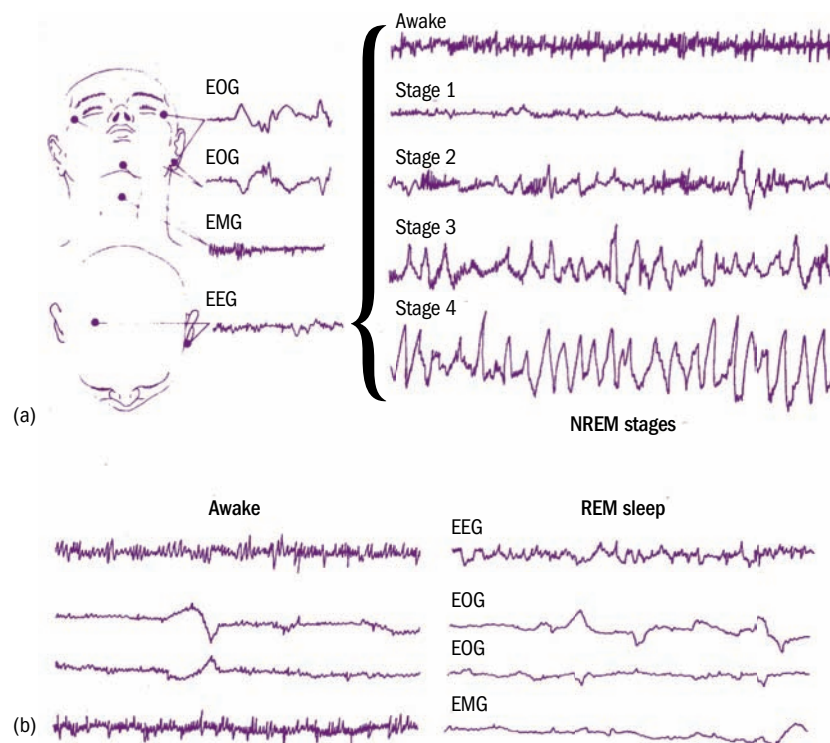 EOG
EOG
EMG
EEG
Awake
Stage 1
Stage 2
Stage 3
Stage 4
(a)
NREM stages
Awake
REM sleep
EEG
EOG
EOG
(b)
EMG